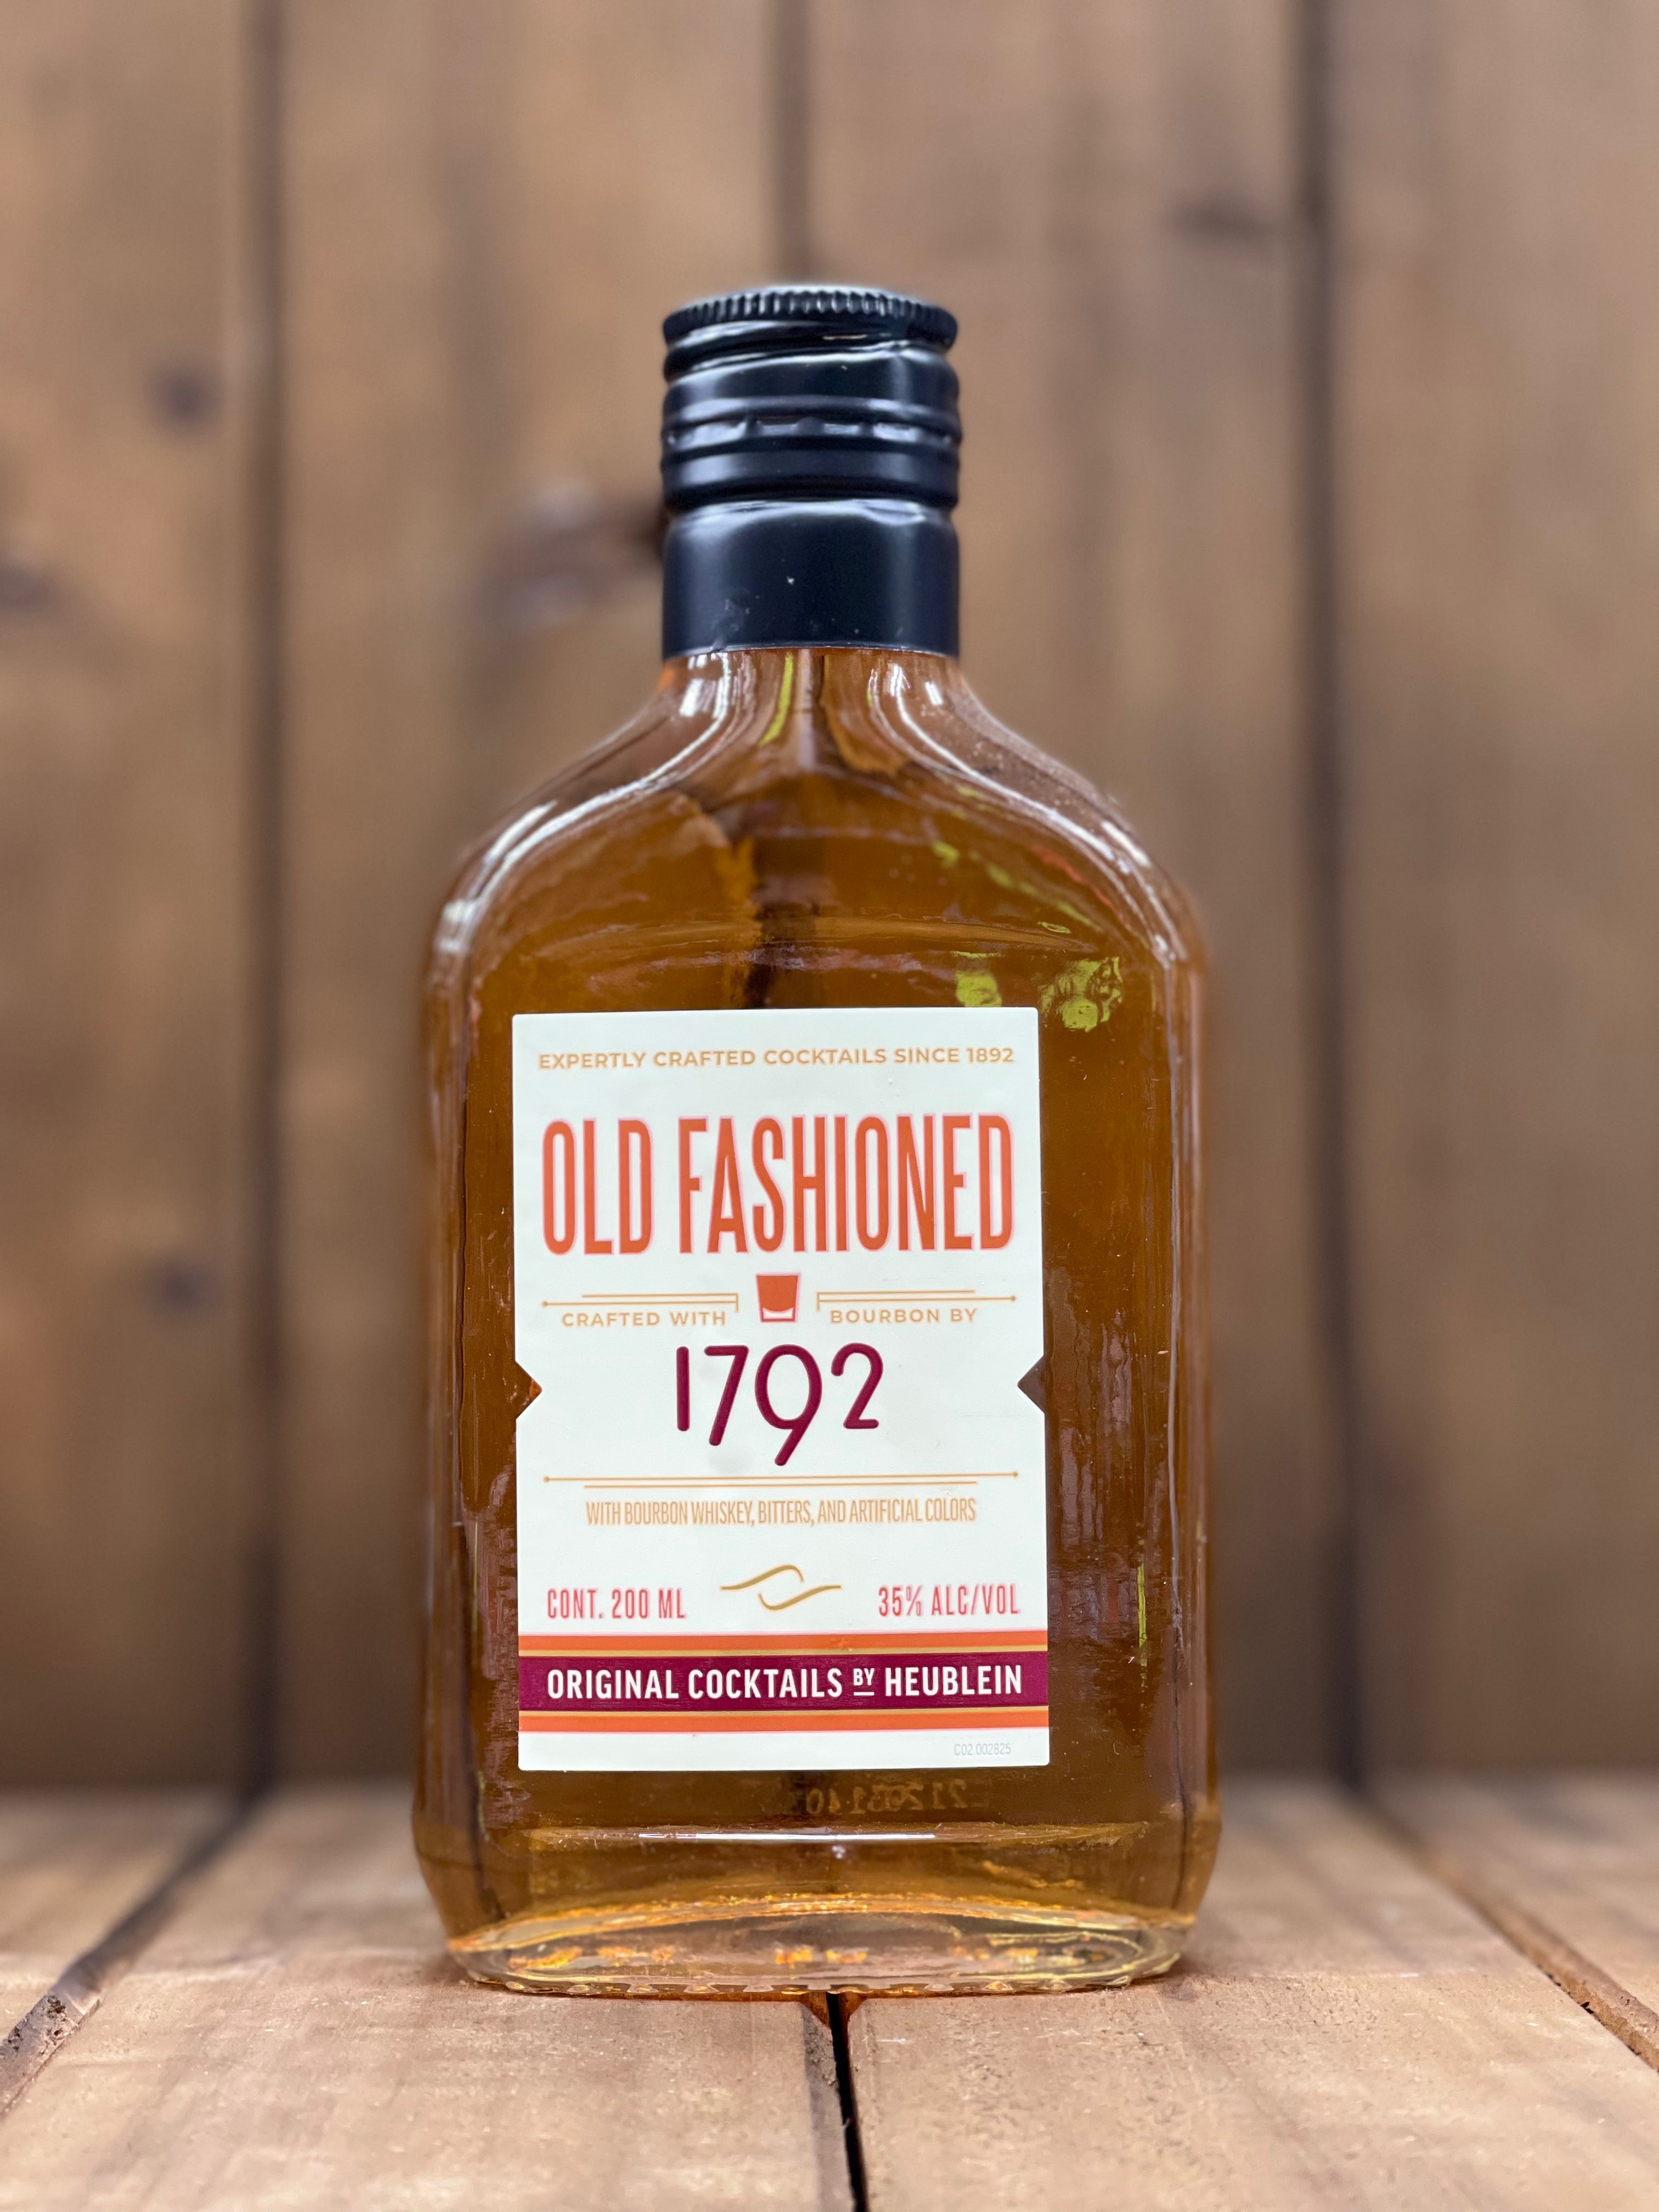 EXPERTLY CRAFTED COCKTAILS SINCE 1892
OLD FASHIONED
CRAFTED WITH BOURBON BY
1792
WITH BOURBON WHISKEY, BITTERS, AND ARTIFICIAL COLORS
CONT. 200 ML 35% ALC/VOL
ORIGINAL COCKTAILS BY HEUBLEIN
C02.002825